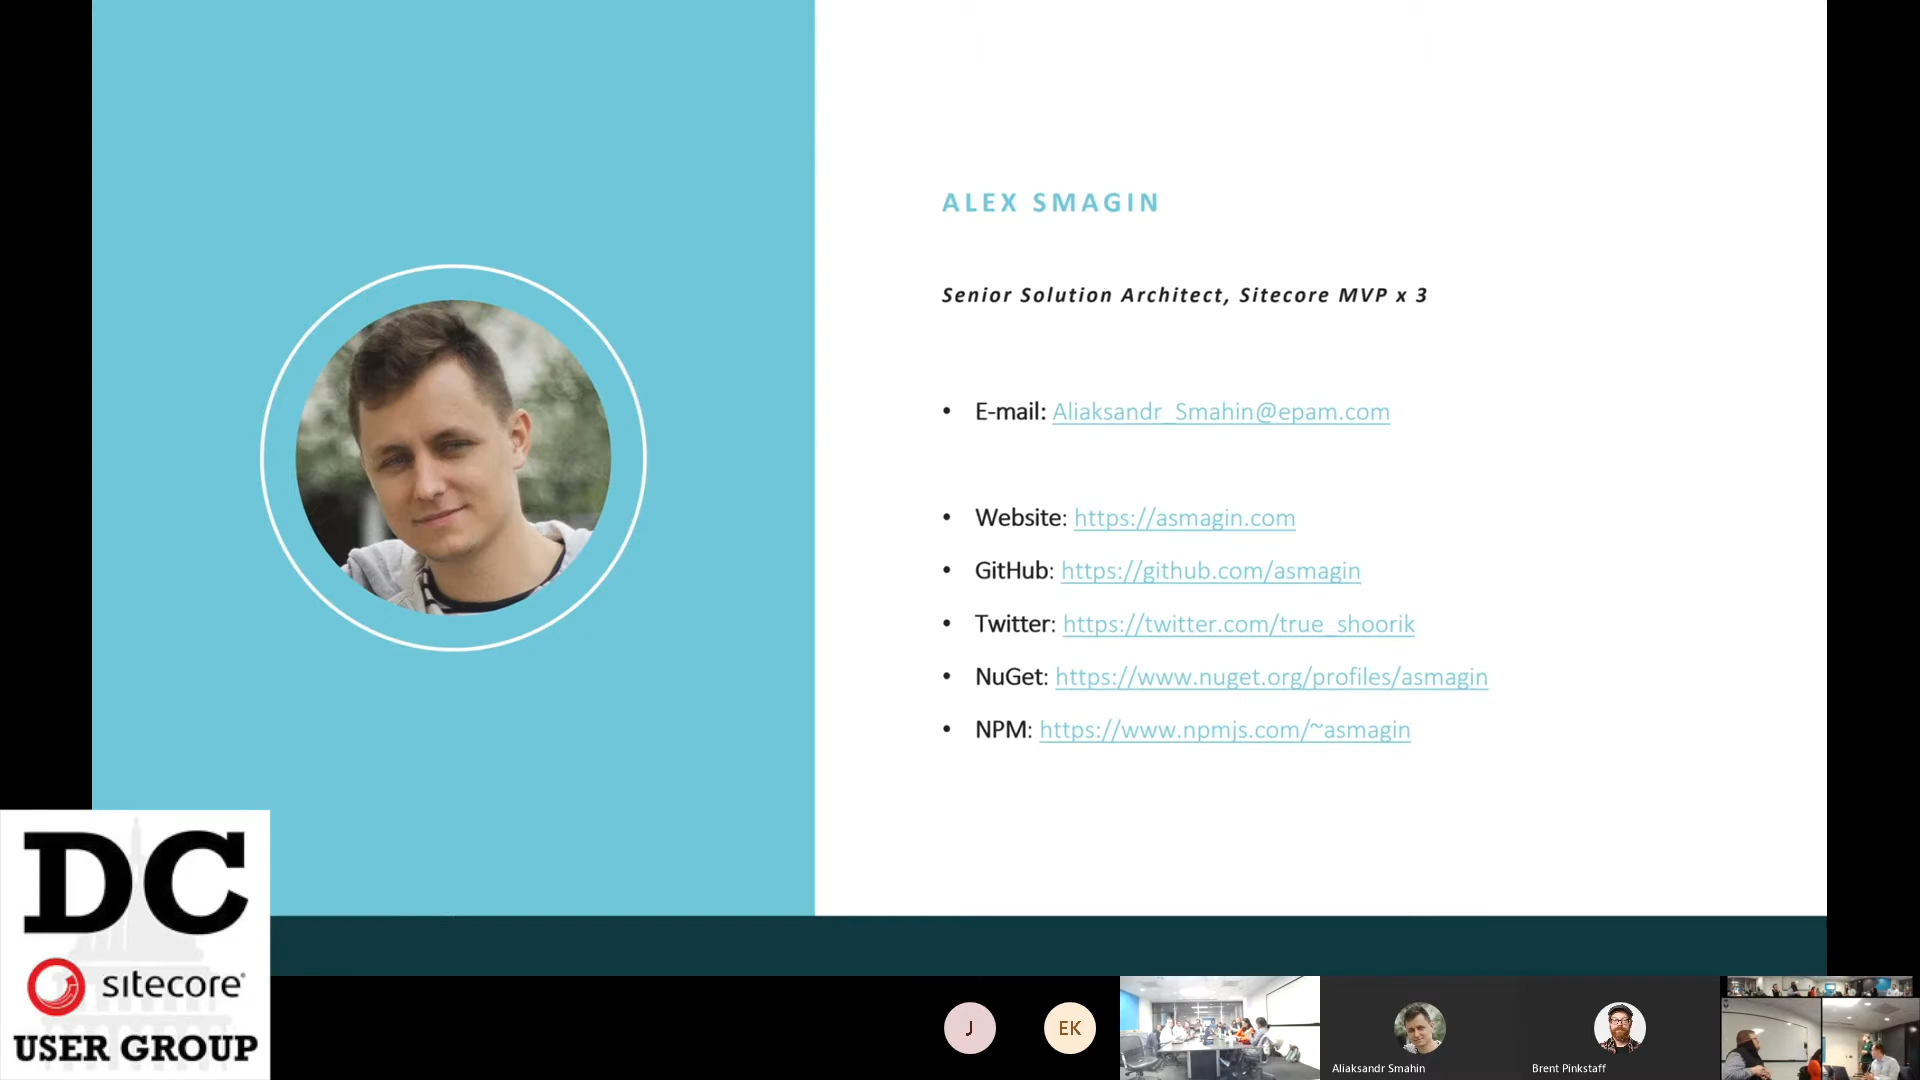 ALEX SMAGIN
Senior Solution Architect, Sitecore MVP x 3
• E-mail: Aliaksandr_Smahin@epam.com
• Website: https://asmagin.com
• GitHub: https://github.com/asmagin
• Twitter: https://twitter.com/true_shoorik
• NuGet: https://www.nuget.org/profiles/asmagin
• NPM: https://www.npmjs.com/~asmagin
DC
sitecore®
USER GROUP
J
EK
Aliaksandr Smahin
Brent Pinkstaff